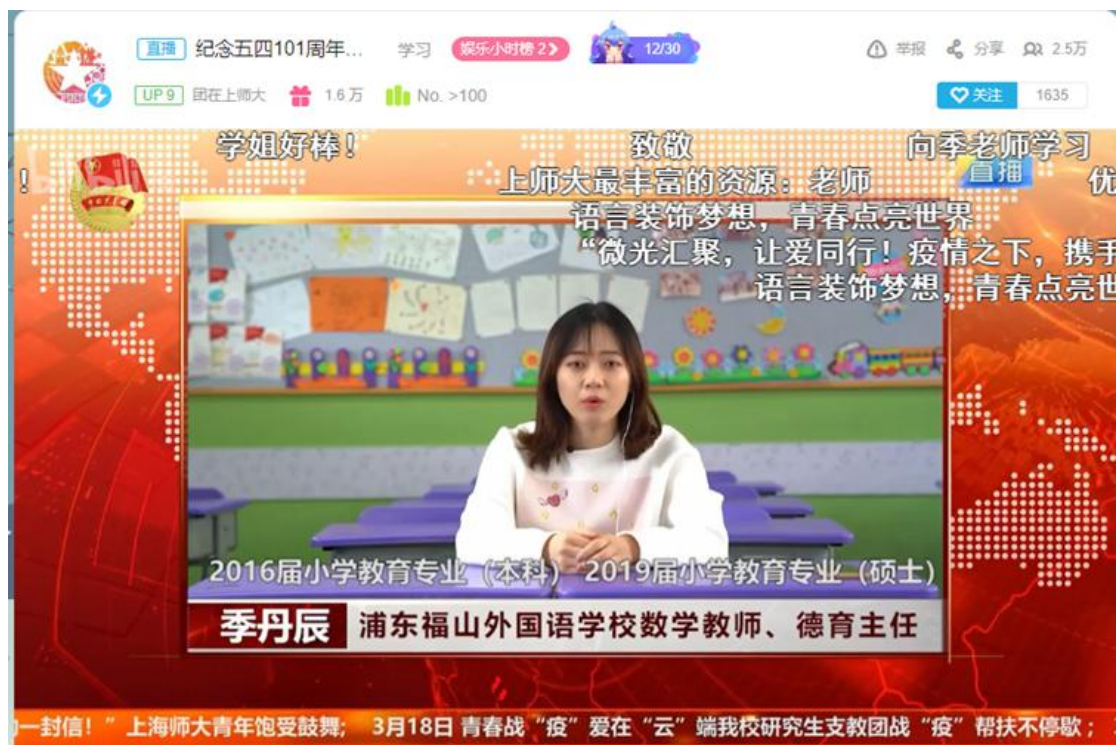 直播 纪念五四101周年... 学习 娱乐小时榜 2> 12/30 举报 分享 2.5万
UP 9 团在上师大 1.6万 No. >100 关注 1635
学姐好棒! 致敬 向季老师学习
! 上师大最丰富的资源:老师 直播 优
语言装饰梦想,青春点亮世界
“微光汇聚,让爱同行!疫情之下,携手
语言装饰梦想,青春点亮世
2016届小学教育专业(本科) 2019届小学教育专业(硕士)
季丹辰 浦东福山外国语学校数学教师、德育主任
一封信!”上海师大青年饱受鼓舞; 3月18日 青春战“疫”爱在“云”端我校研究生支教团战“疫”帮扶不停歇;